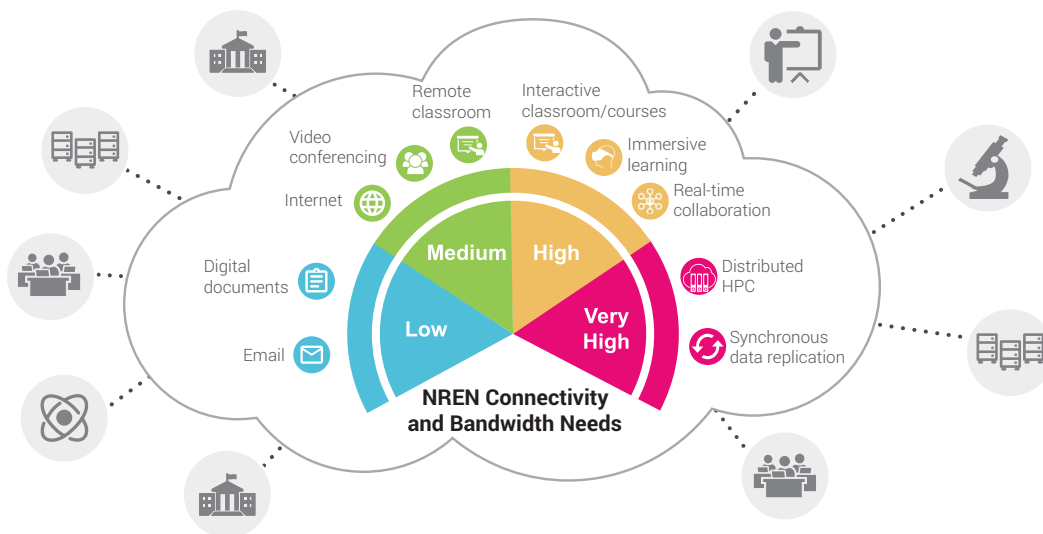 Remote
classroom
Interactive
classroom/courses
Video
conferencing
Immersive
learning
Internet
Real-time
collaboration
Medium
High
Digital
documents
Distributed
HPC
Low
Very
High
Email
Synchronous
data replication
NREN Connectivity
and Bandwidth Needs